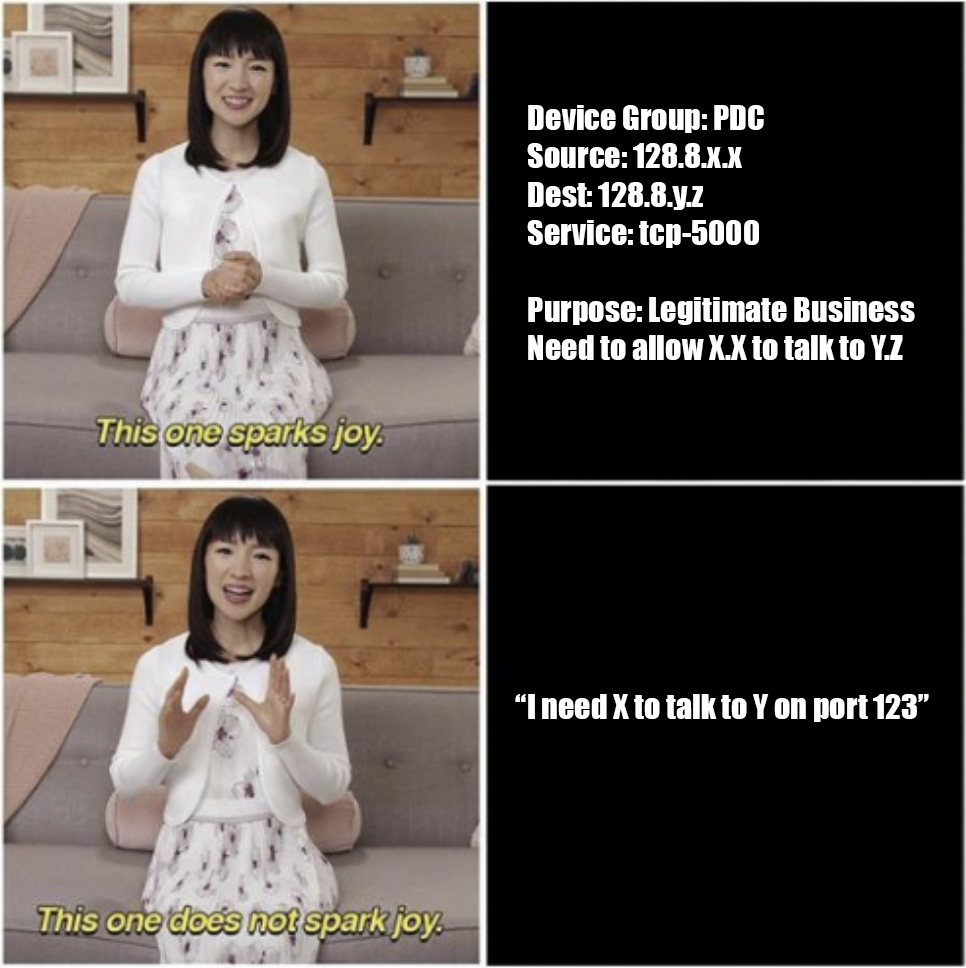 Device Group: PDC
Source: 128.8.x.x
Dest: 128.8.y.z
Service: tcp-5000
Purpose: Legitimate Business
Need to allow X.X to talk to Y.Z
This one sparks joy.
“I need X to talk to Y on port 123”
This one does not spark joy.